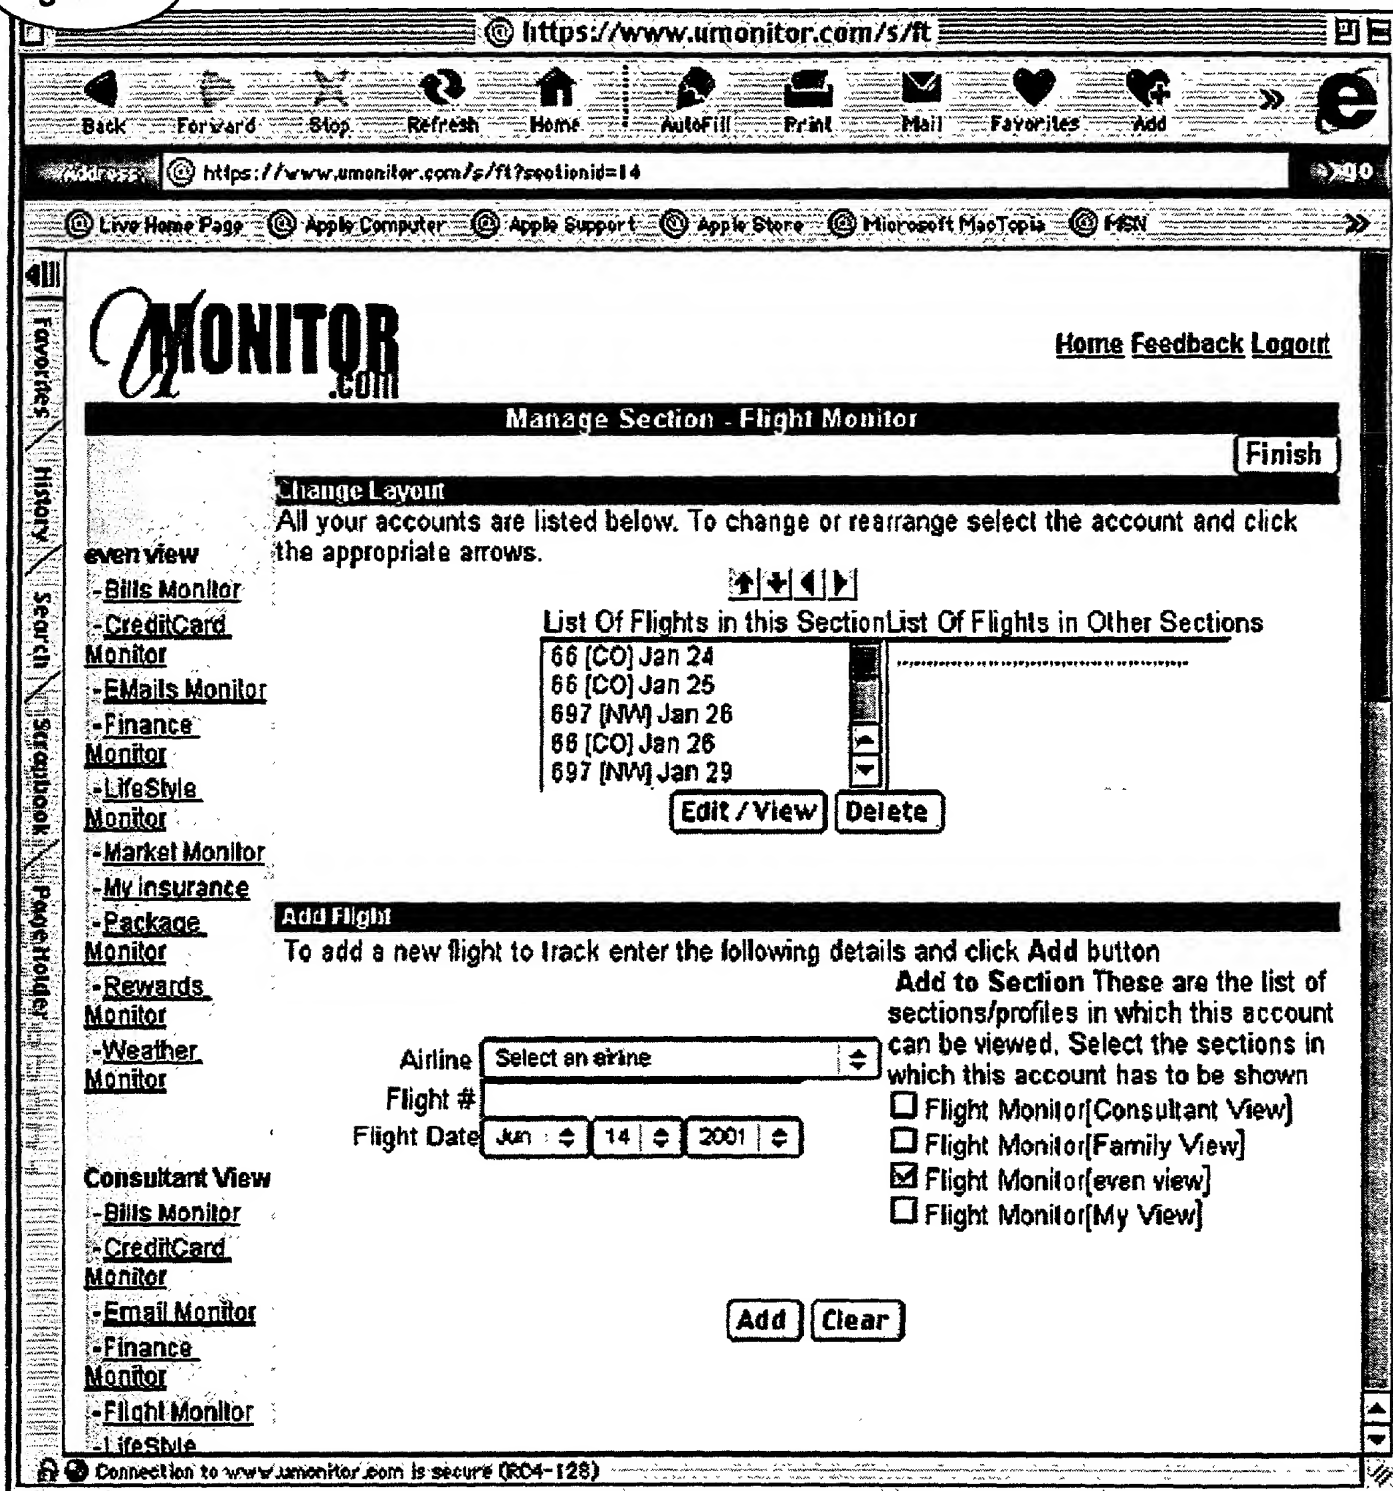 @ https://www.umonitor.com/s/ft
Back Forward Stop Refresh Home AutoFill Print Mail Favorites Add »
Address @ https://www.umonitor.com/s/ft?sectionid=14 go
@ Live Home Page @ Apple Computer @ Apple Support @ Apple Store @ Microsoft MacTopia @ MSN »
Favorites
History
Search
Scrapbook
Page Holder
UMONITOR
.com
Home Feedback Logout
Manage Section - Flight Monitor
Finish
Change Layout
All your accounts are listed below. To change or rearrange select the account and click
the appropriate arrows.
List Of Flights in this Section List Of Flights in Other Sections
66 [CO] Jan 24
66 [CO] Jan 25
697 [NW] Jan 26
66 [CO] Jan 26
697 [NW] Jan 29
Edit / View Delete
even view
-Bills Monitor
-CreditCard
Monitor
-EMails Monitor
-Finance
Monitor
-LifeStyle
Monitor
-Market Monitor
-My insurance
-Package
Monitor
-Rewards
Monitor
-Weather
Monitor
Consultant View
-Bills Monitor
-CreditCard
Monitor
-Email Monitor
-Finance
Monitor
-Flight Monitor
-LifeStyle
Add Flight
To add a new flight to track enter the following details and click Add button
Airline Select an airline
Flight #
Flight Date Jun 14 2001
Add to Section These are the list of
sections/profiles in which this account
can be viewed. Select the sections in
which this account has to be shown
Flight Monitor[Consultant View]
Flight Monitor[Family View]
Flight Monitor[even view]
Flight Monitor[My View]
Add Clear
Connection to www.umonitor.com is secure (RC4-128)